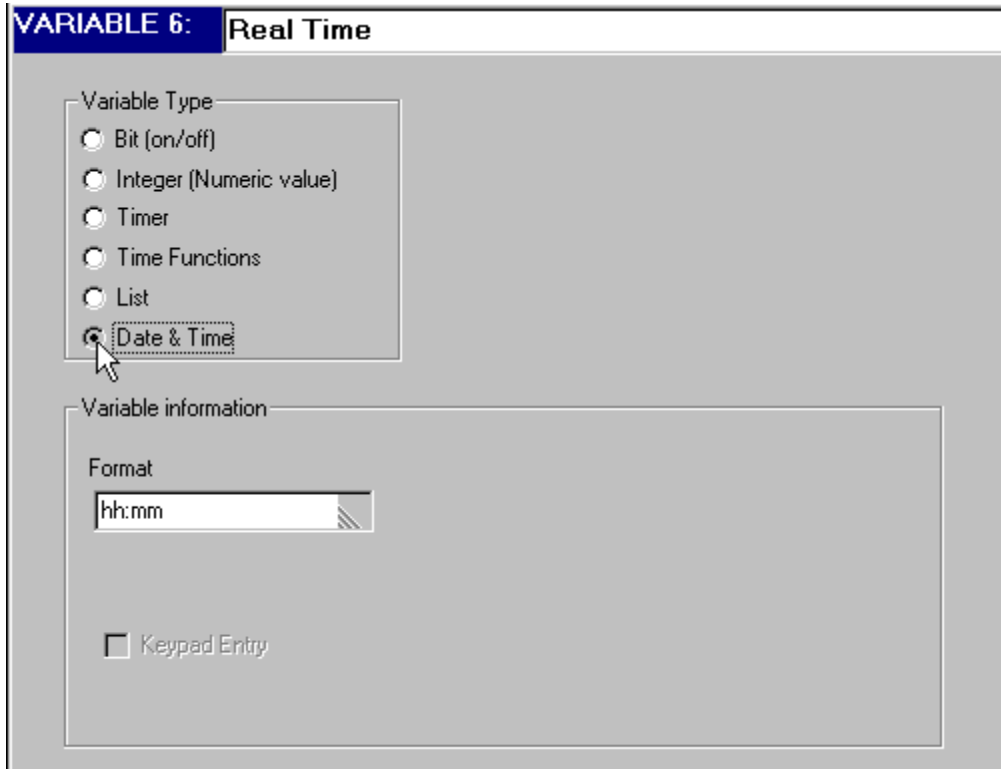 VARIABLE 6: Real Time
Variable Type
Bit (on/off)
Integer (Numeric value)
Timer
Time Functions
List
Date & Time
Variable information
Format
hh:mm
Keypad Entry